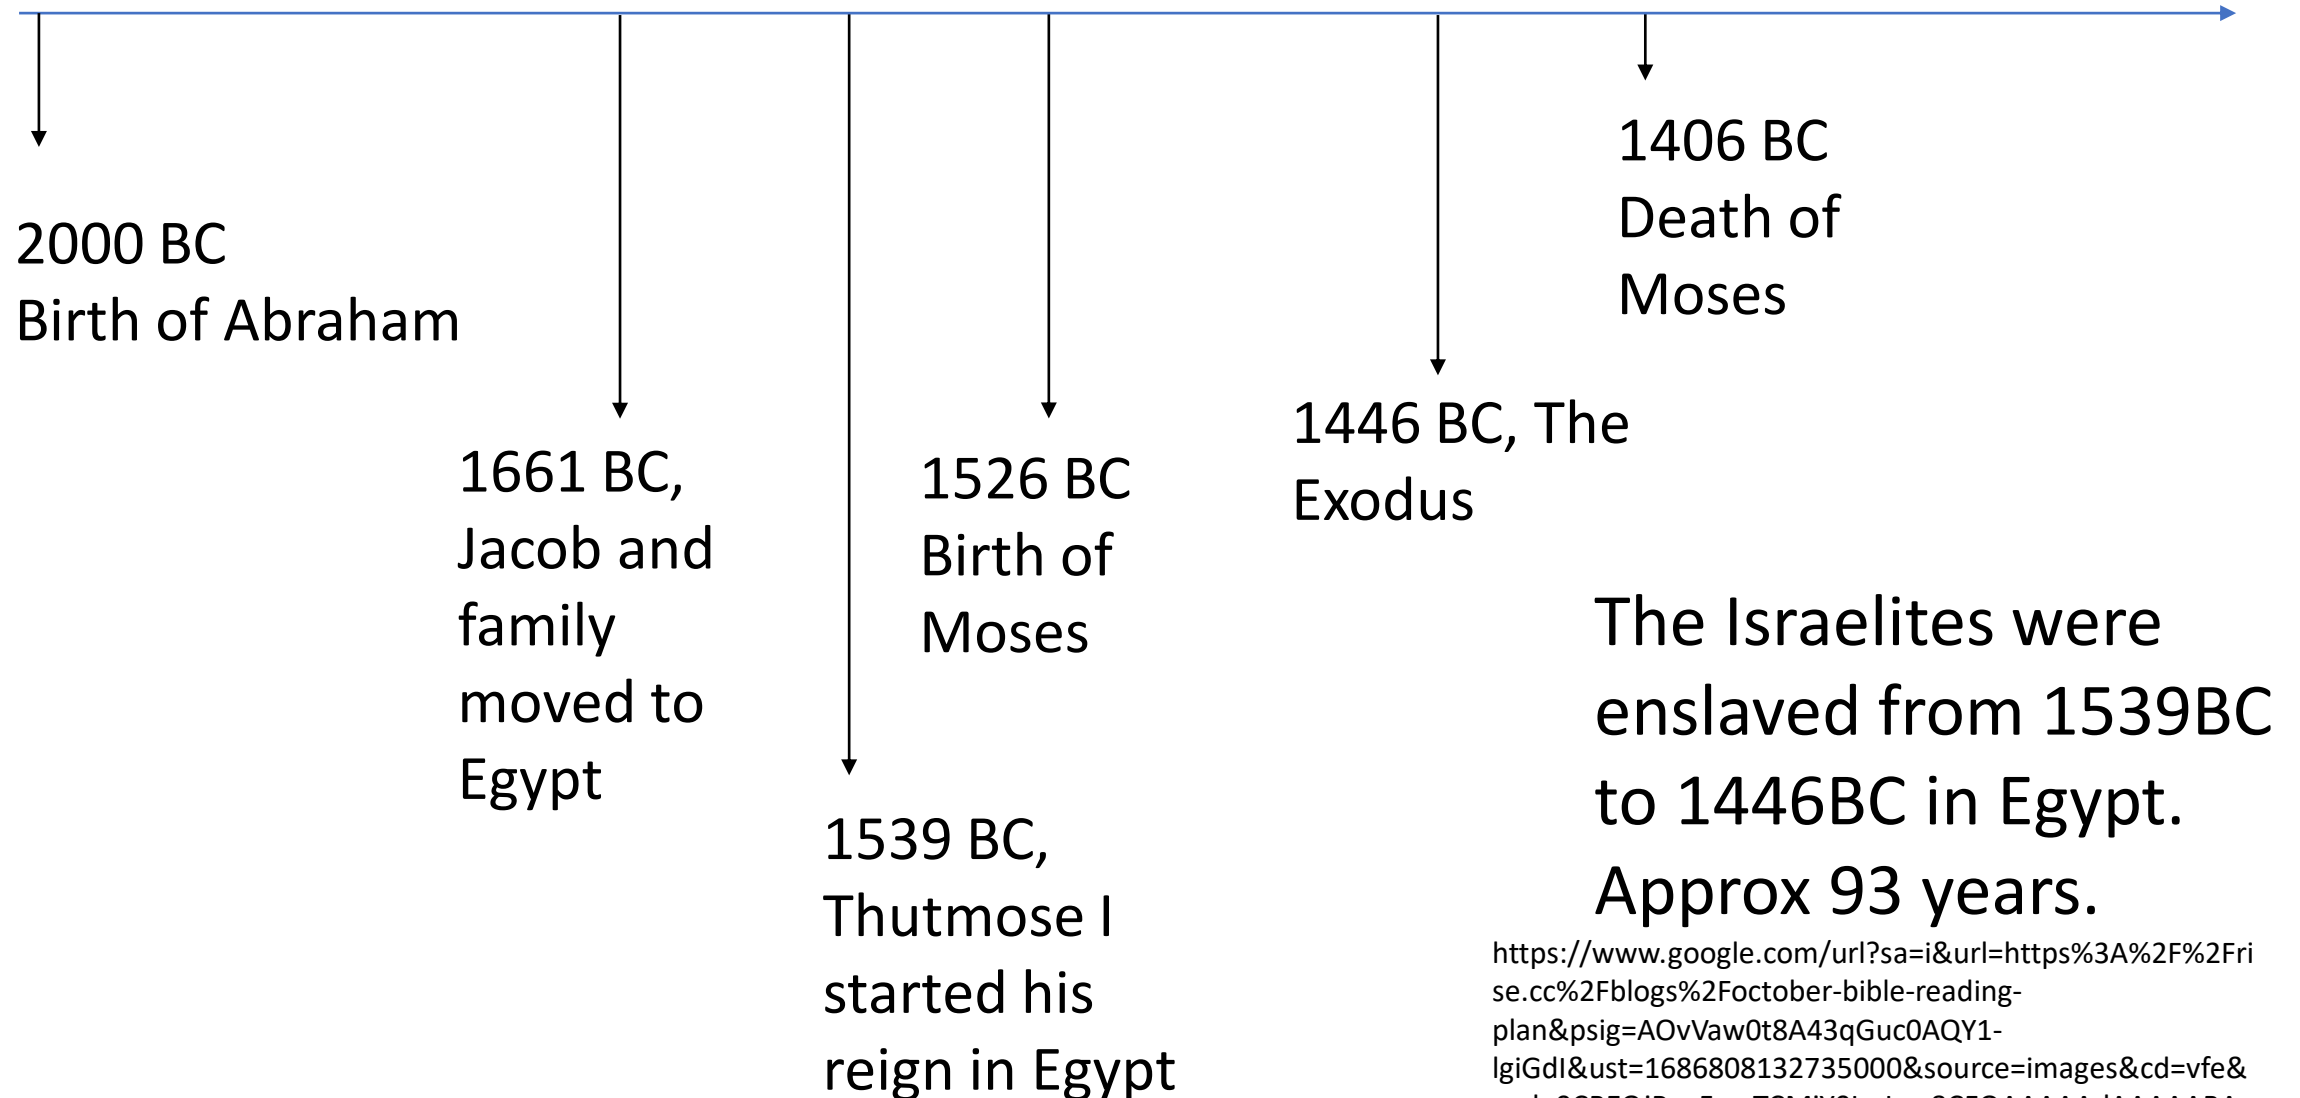 2000 BC
Birth of Abraham
1661 BC,
Jacob and
family
moved to
Egypt
1539 BC,
Thutmose I
started his
reign in Egypt
1526 BC
Birth of
Moses
1446 BC, The
Exodus
1406 BC
Death of
Moses
The Israelites were
enslaved from 1539BC
to 1446BC in Egypt.
Approx 93 years.
https://www.google.com/url?sa=i&url=https%3A%2F%2Fri
se.cc%2Fblogs%2Foctober-bible-reading-
plan&psig=AOvVaw0t8A43qGuc0AQY1-
lgiGdI&ust=1686808132735000&source=images&cd=vfe&